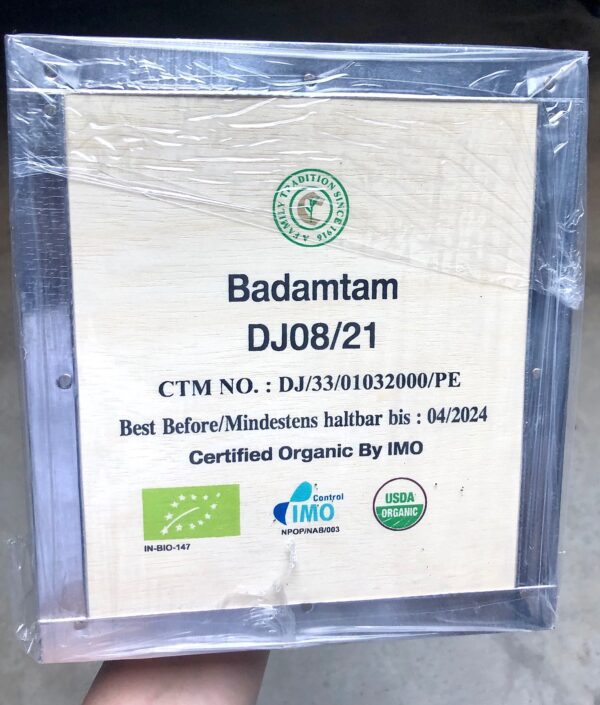 A FAMILY TRADITION SINCE 1916
Badamtam
DJ08/21
CTM NO. : DJ/33/01032000/PE
Best Before/Mindestens haltbar bis : 04/2024
Certified Organic By IMO
IN-BIO-147
Control
IMO
NPOP/NAB/003
USDA
ORGANIC